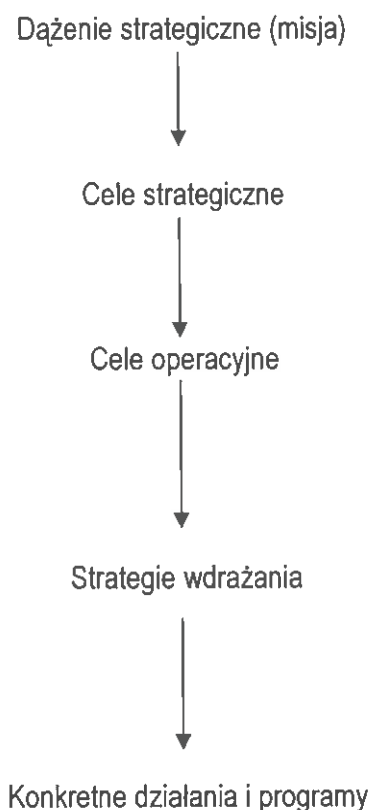 Dążenie strategiczne (misja)
Cele strategiczne
Cele operacyjne
Strategie wdrażania
Konkretne działania i programy